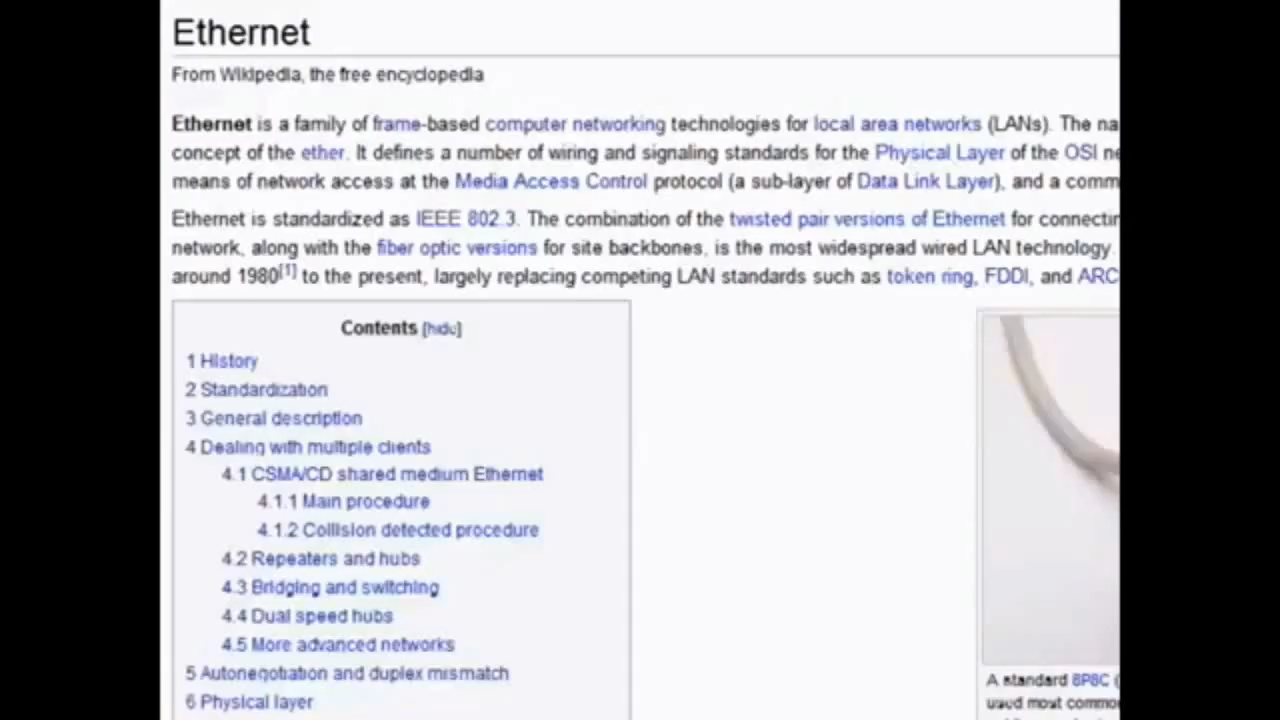 Ethernet
From Wikipedia, the free encyclopedia
Ethernet is a family of frame-based computer networking technologies for local area networks (LANs). The na
concept of the ether. It defines a number of wiring and signaling standards for the Physical Layer of the OSI ne
means of network access at the Media Access Control protocol (a sub-layer of Data Link Layer), and a comm
Ethernet is standardized as IEEE 802.3. The combination of the twisted pair versions of Ethernet for connectin
network, along with the fiber optic versions for site backbones, is the most widespread wired LAN technology.
around 1980[1] to the present, largely replacing competing LAN standards such as token ring, FDDI, and ARC
Contents [hide]
1 History
2 Standardization
3 General description
4 Dealing with multiple clients
4.1 CSMA/CD shared medium Ethernet
4.1.1 Main procedure
4.1.2 Collision detected procedure
4.2 Repeaters and hubs
4.3 Bridging and switching
4.4 Dual speed hubs
4.5 More advanced networks
5 Autonegotiation and duplex mismatch
6 Physical layer
A standard 8P8C (
used most commo